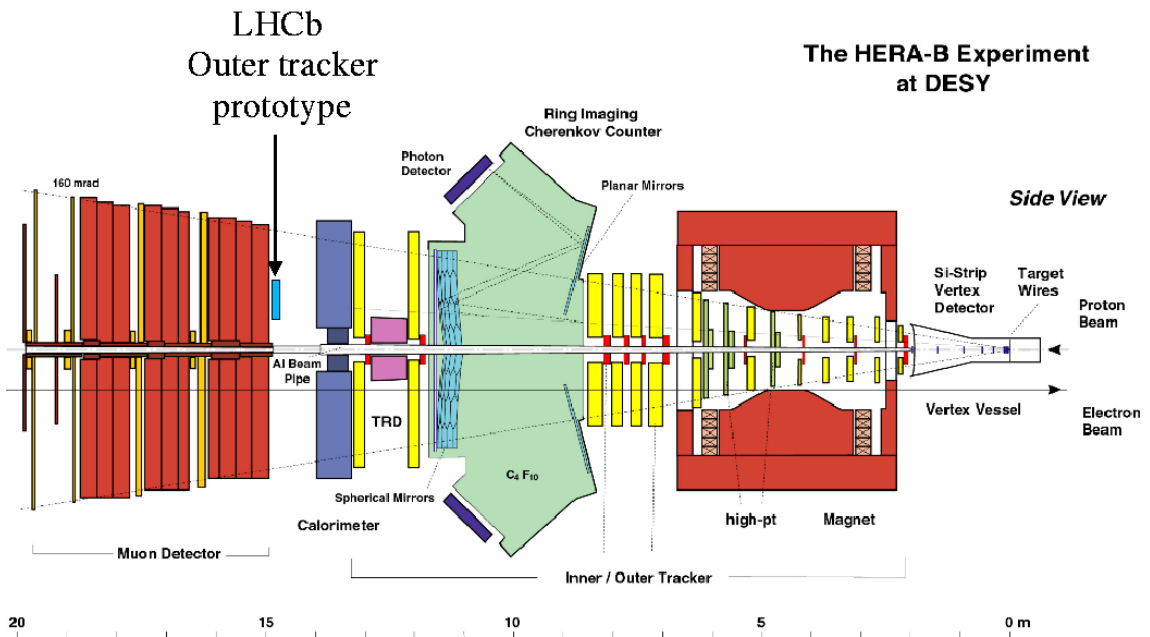 LHCb
Outer tracker
prototype
The HERA-B Experiment
at DESY
Ring Imaging
Cherenkov Counter
Photon
Detector
Planar Mirrors
160 mrad
Side View
Si-Strip
Vertex
Detector
Target
Wires
Proton
Beam
Al Beam
Pipe
TRD
Vertex Vessel
Electron
Beam
C₄ F₁₀
Spherical Mirrors
Calorimeter
high-pt
Magnet
Muon Detector
Inner / Outer Tracker
20 15 10 5 0 m